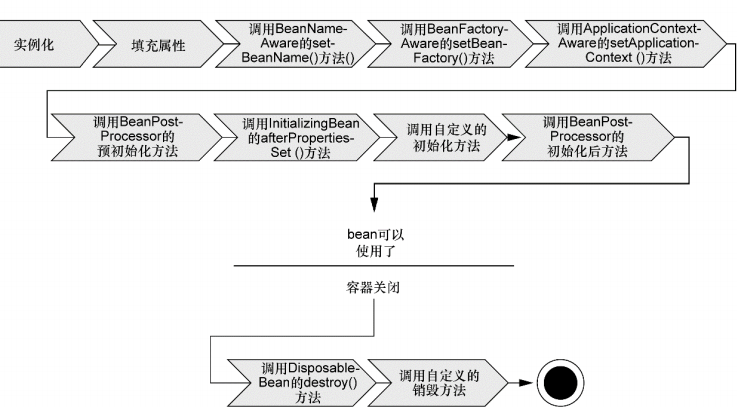 实例化
填充属性
调用BeanName-
Aware的set-
BeanName()方法()
调用BeanFactory-
Aware的setBean-
Factory()方法
调用ApplicationContext-
Aware的setApplication-
Context ()方法
调用BeanPost-
Processor的
预初始化方法
调用InitializingBean
的afterProperties-
Set ()方法
调用自定义的
初始化方法
调用BeanPost-
Processor的
初始化后方法
bean可以
使用了
容器关闭
调用Disposable-
Bean的destroy()
方法
调用自定义的
销毁方法